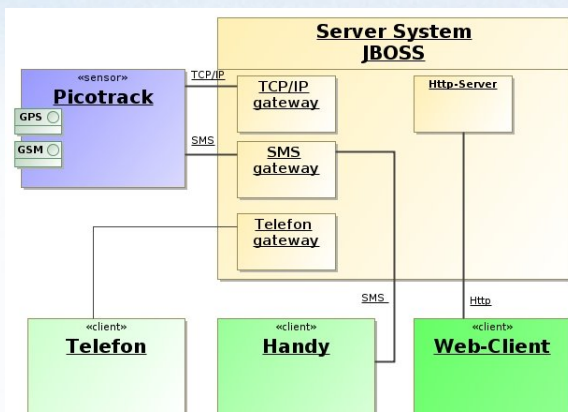 Server System
JBOSS
«sensor»
Picotrack
GPS
GSM
TCP/IP
SMS
TCP/IP
gateway
Http-Server
SMS
gateway
Telefon
gateway
SMS
Http
«client»
Telefon
«client»
Handy
«client»
Web-Client